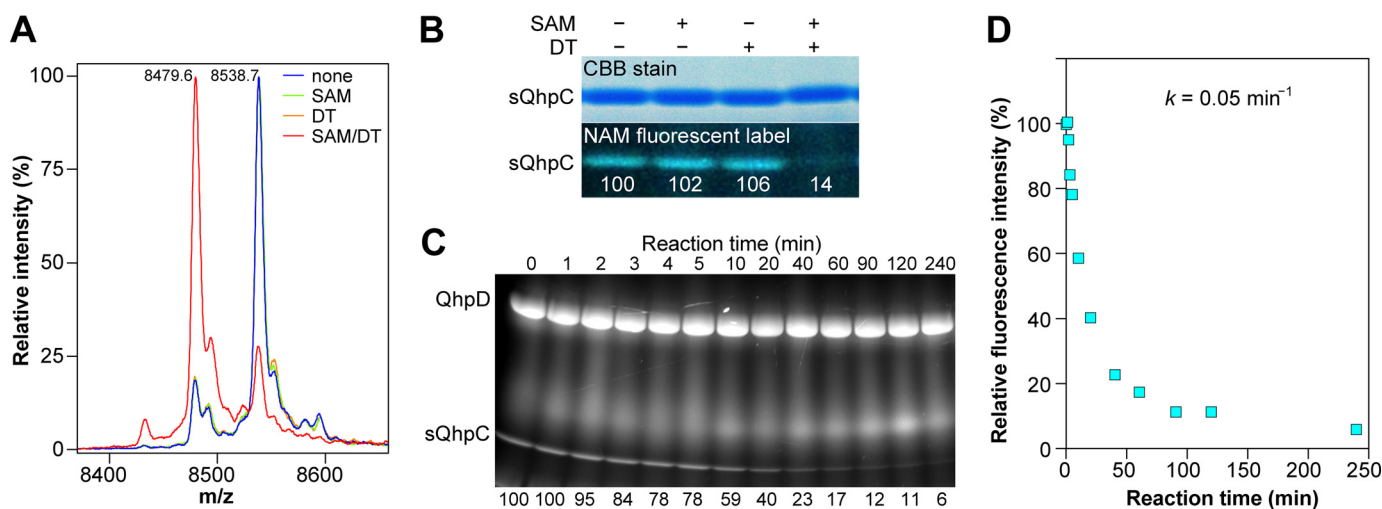 A
Relative intensity (%)
100
75
50
25
0
8479.6
8538.7
none
SAM
DT
SAM/DT
8400
8500
8600
m/z
B
SAM
− + − +
DT
− − + +
CBB stain
sQhpC
NAM fluorescent label
sQhpC
100 102 106 14
C
Reaction time (min)
0 1 2 3 4 5 10 20 40 60 90 120 240
QhpD
sQhpC
100 100 95 84 78 78 59 40 23 17 12 11 6
D
k = 0.05 min⁻¹
Relative fluorescence intensity (%)
100
80
60
40
20
0
0 50 100 150 200 250
Reaction time (min)